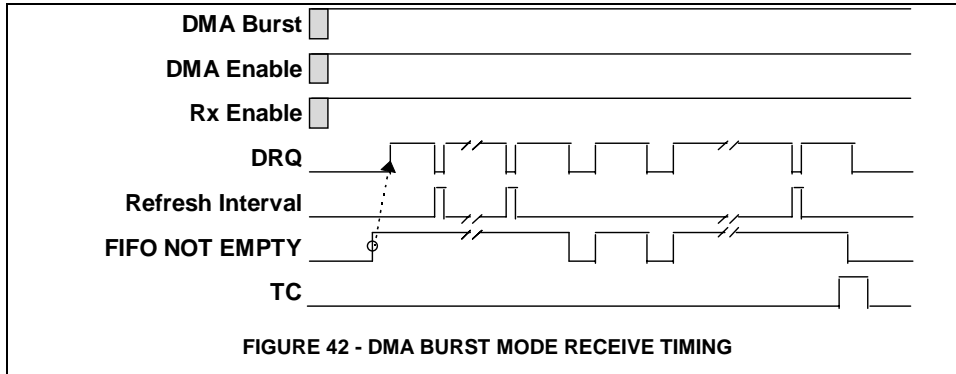 DMA Burst
DMA Enable
Rx Enable
DRQ
Refresh Interval
FIFO NOT EMPTY
TC
FIGURE 42 - DMA BURST MODE RECEIVE TIMING